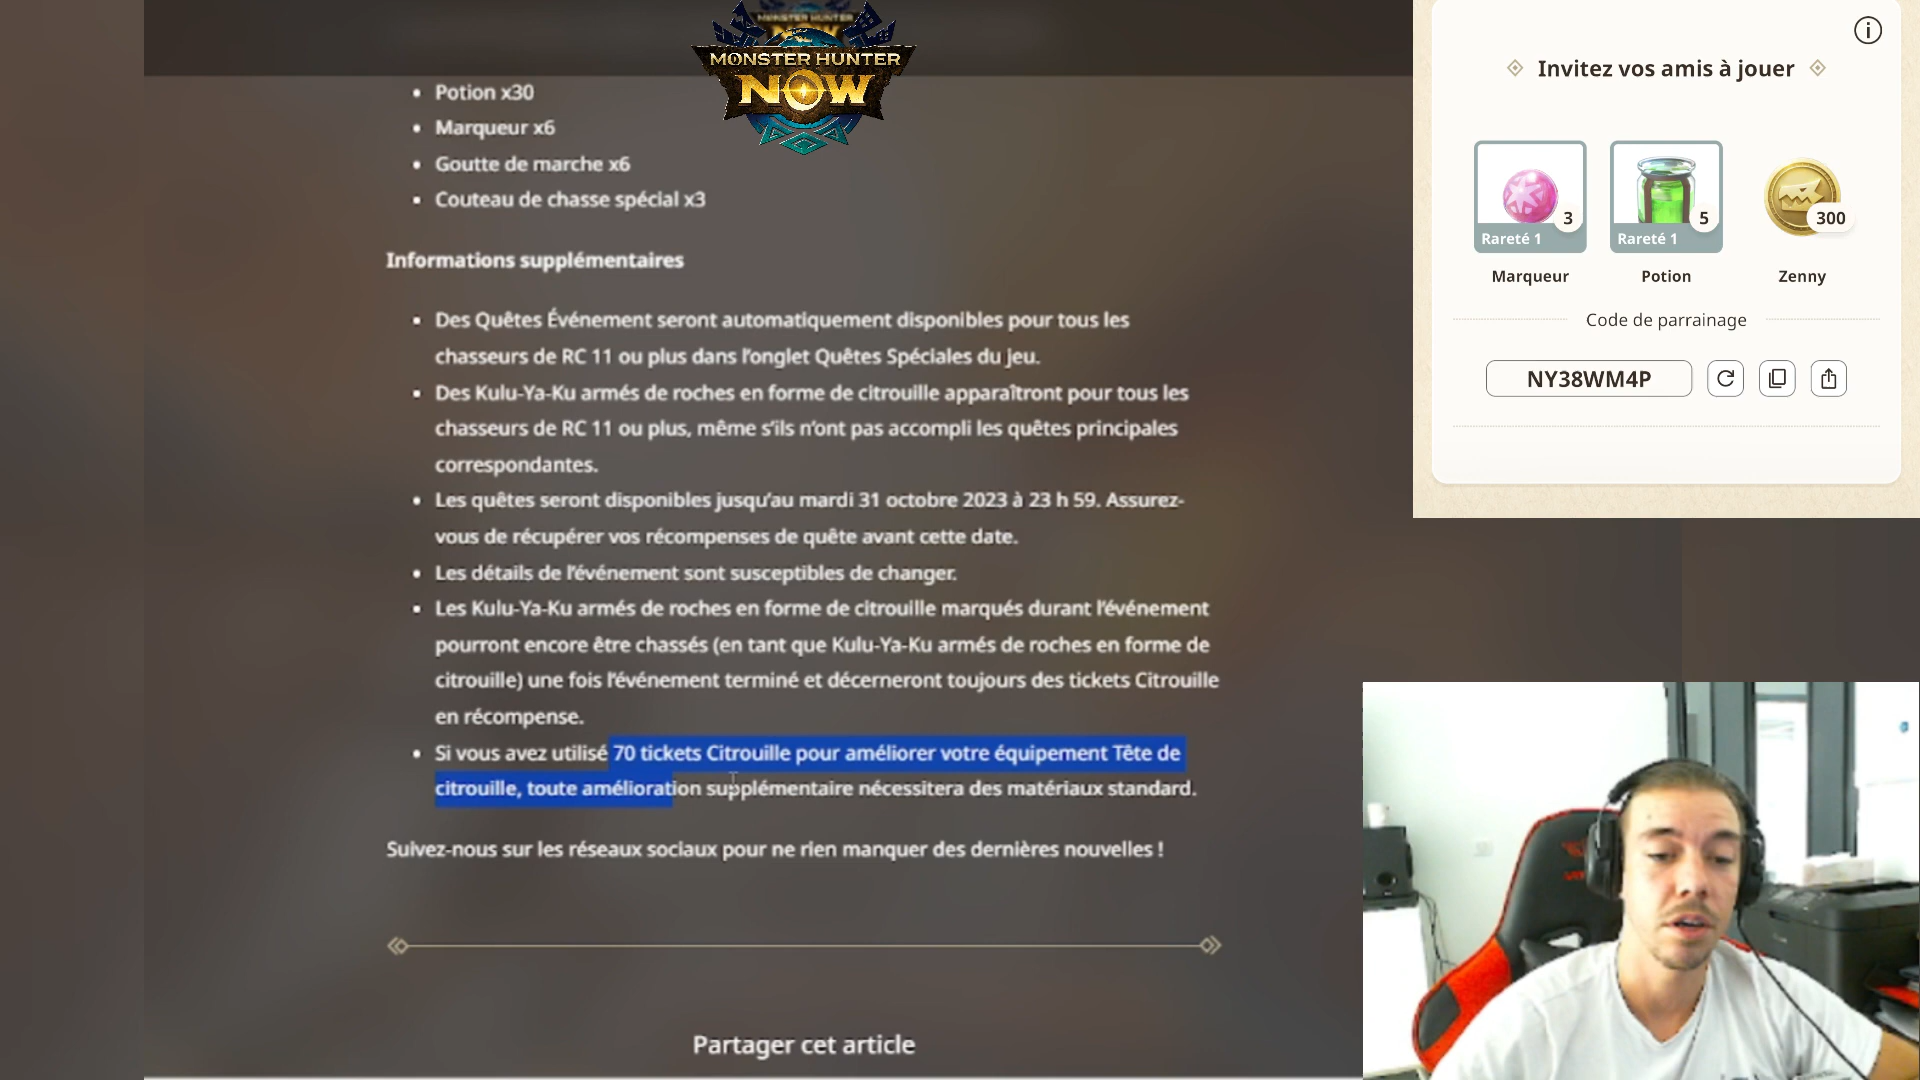 MONSTER HUNTER
NOW
Potion x30
Marqueur x6
Goutte de marche x6
Couteau de chasse spécial x3
Informations supplémentaires
Des Quêtes Événement seront automatiquement disponibles pour tous les
chasseurs de RC 11 ou plus dans l'onglet Quêtes Spéciales du jeu.
Des Kulu-Ya-Ku armés de roches en forme de citrouille apparaîtront pour tous les
chasseurs de RC 11 ou plus, même s'ils n'ont pas accompli les quêtes principales
correspondantes.
Les quêtes seront disponibles jusqu'au mardi 31 octobre 2023 à 23 h 59. Assurez-
vous de récupérer vos récompenses de quête avant cette date.
Les détails de l'événement sont susceptibles de changer.
Les Kulu-Ya-Ku armés de roches en forme de citrouille marqués durant l'événement
pourront encore être chassés (en tant que Kulu-Ya-Ku armés de roches en forme de
citrouille) une fois l'événement terminé et décerneront toujours des tickets Citrouille
en récompense.
Si vous avez utilisé 70 tickets Citrouille pour améliorer votre équipement Tête de
citrouille, toute amélioration supplémentaire nécessitera des matériaux standard.
Suivez-nous sur les réseaux sociaux pour ne rien manquer des dernières nouvelles !
Partager cet article
Invitez vos amis à jouer
3
5
300
Rareté 1
Rareté 1
Marqueur
Potion
Zenny
Code de parrainage
NY38WM4P